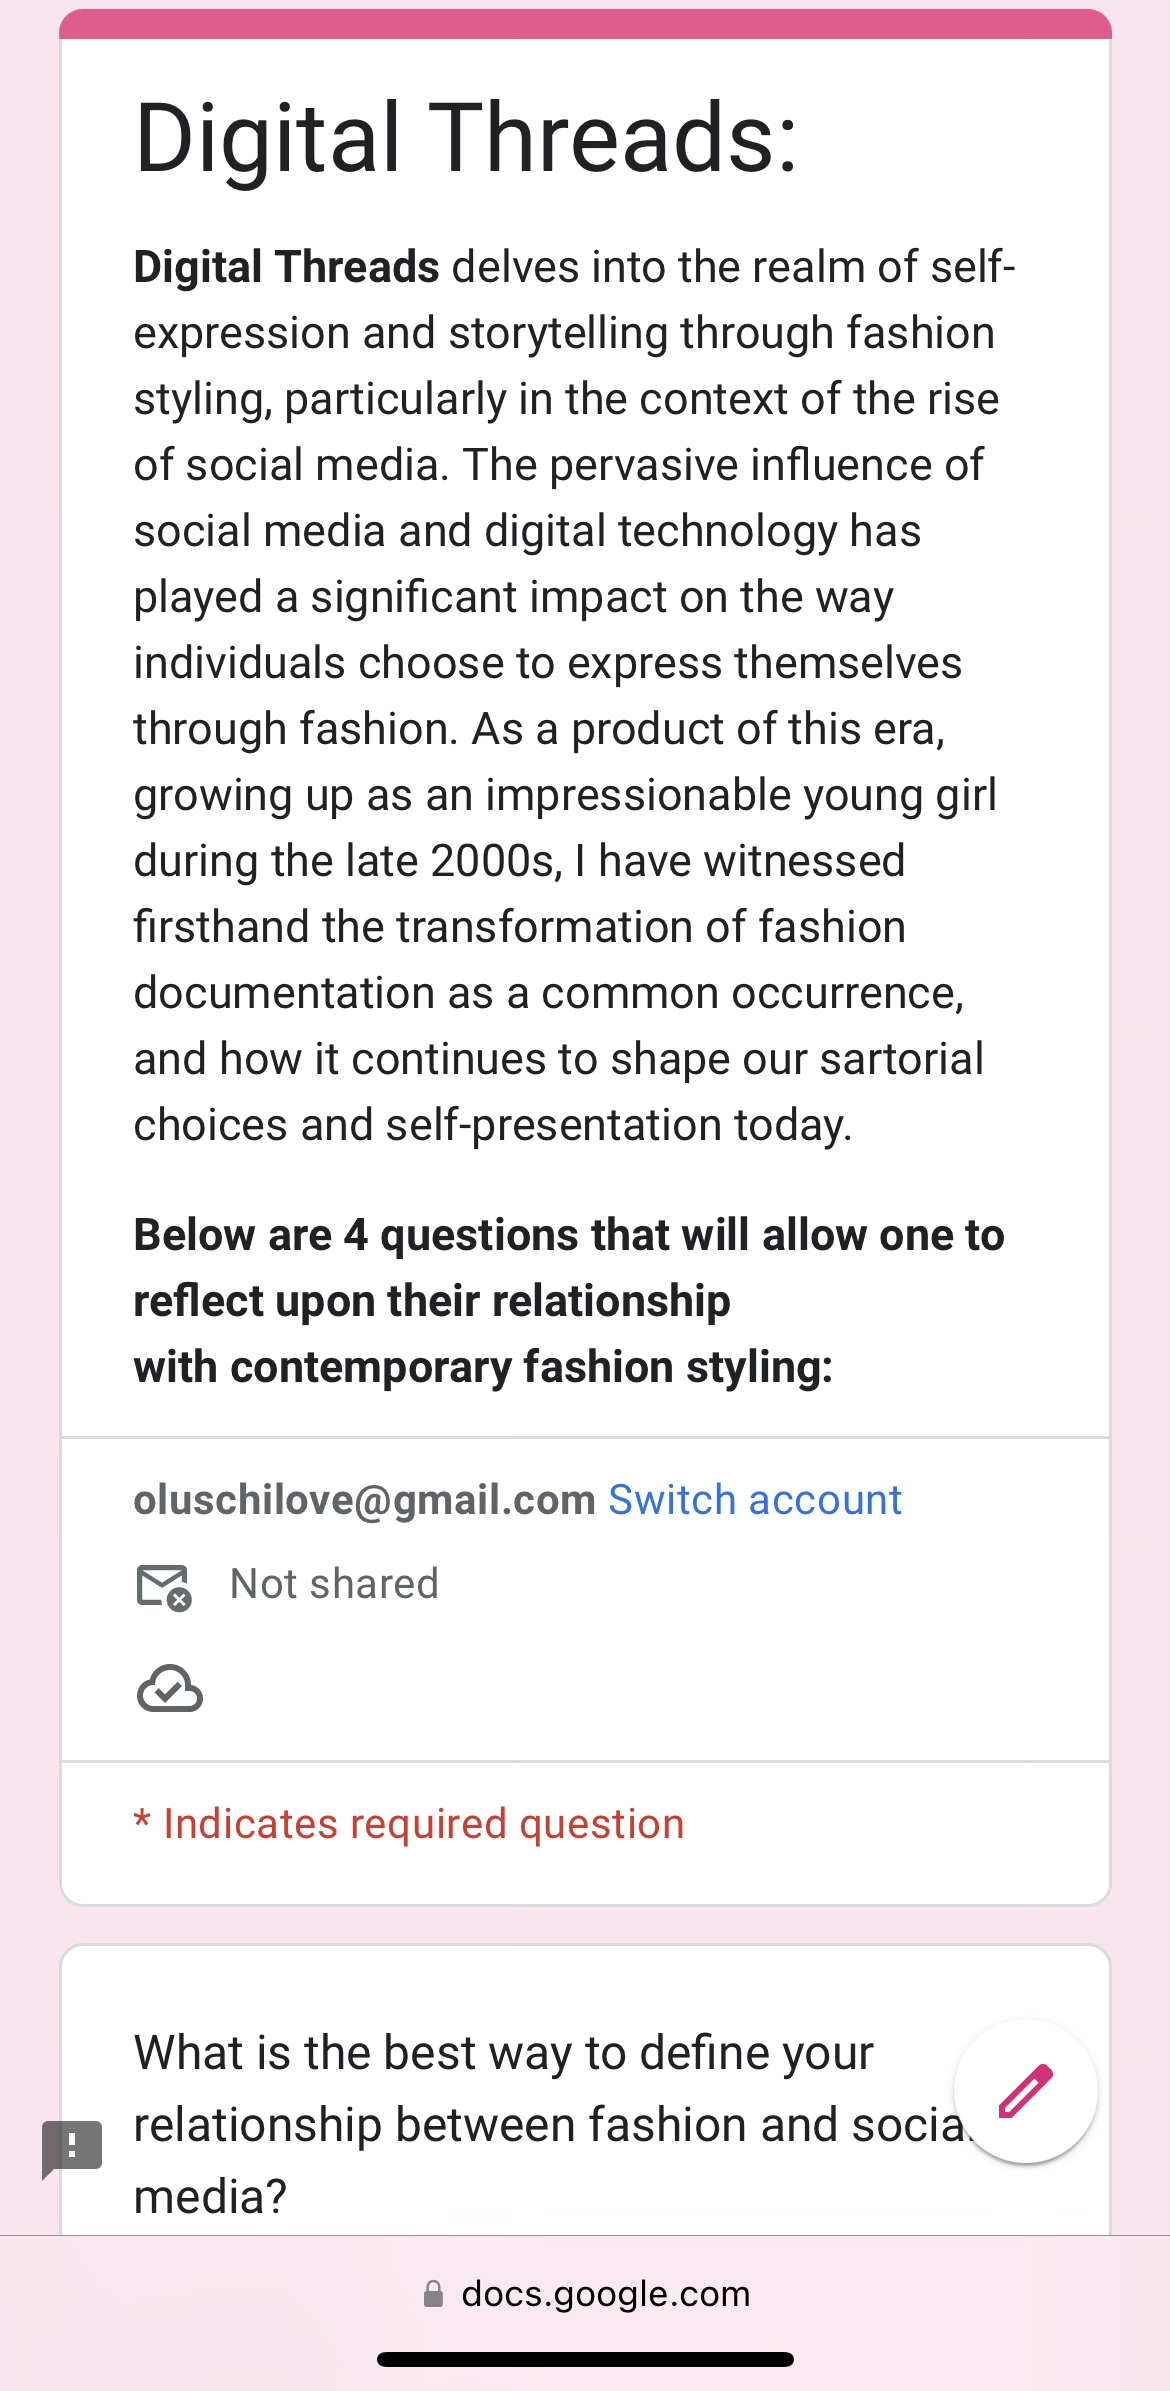 Digital Threads:
Digital Threads delves into the realm of self-
expression and storytelling through fashion
styling, particularly in the context of the rise
of social media. The pervasive influence of
social media and digital technology has
played a significant impact on the way
individuals choose to express themselves
through fashion. As a product of this era,
growing up as an impressionable young girl
during the late 2000s, I have witnessed
firsthand the transformation of fashion
documentation as a common occurrence,
and how it continues to shape our sartorial
choices and self-presentation today.
Below are 4 questions that will allow one to
reflect upon their relationship
with contemporary fashion styling:
oluschilove@gmail.com Switch account
Not shared
* Indicates required question
What is the best way to define your
relationship between fashion and social
media?
docs.google.com